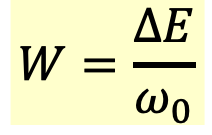 W = ΔE / ω₀